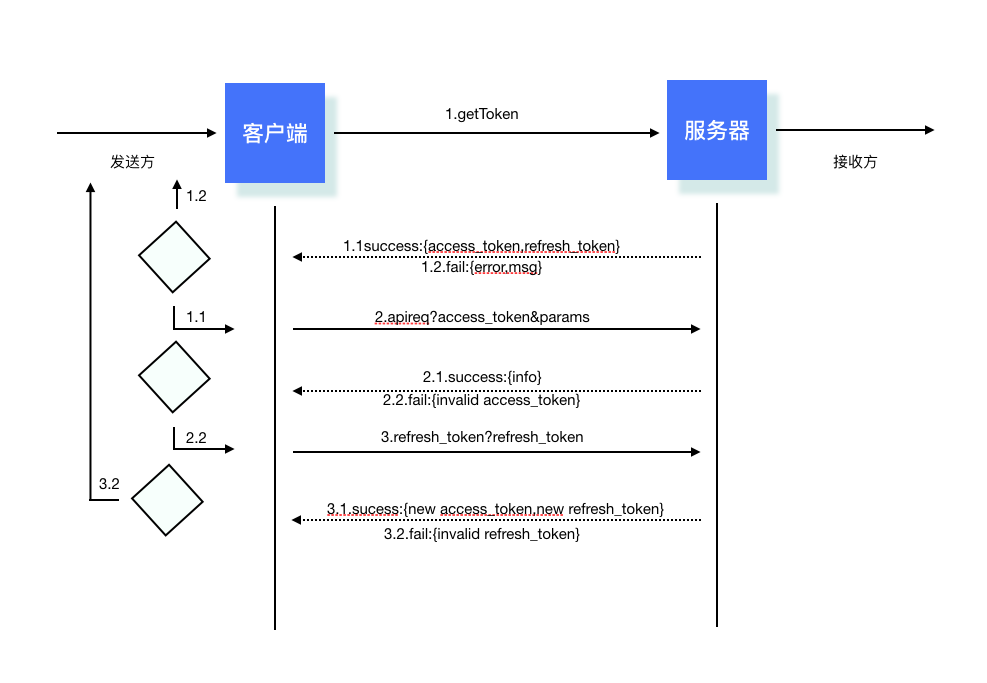 1.getToken
客户端
服务器
发送方
接收方
1.2
1.1success:{access_token,refresh_token}
1.2.fail:{error,msg}
1.1
2.apireq?access_token&params
2.1.success:{info}
2.2.fail:{invalid access_token}
2.2
3.refresh_token?refresh_token
3.2
3.1.sucess:{new access_token,new refresh_token}
3.2.fail:{invalid refresh_token}